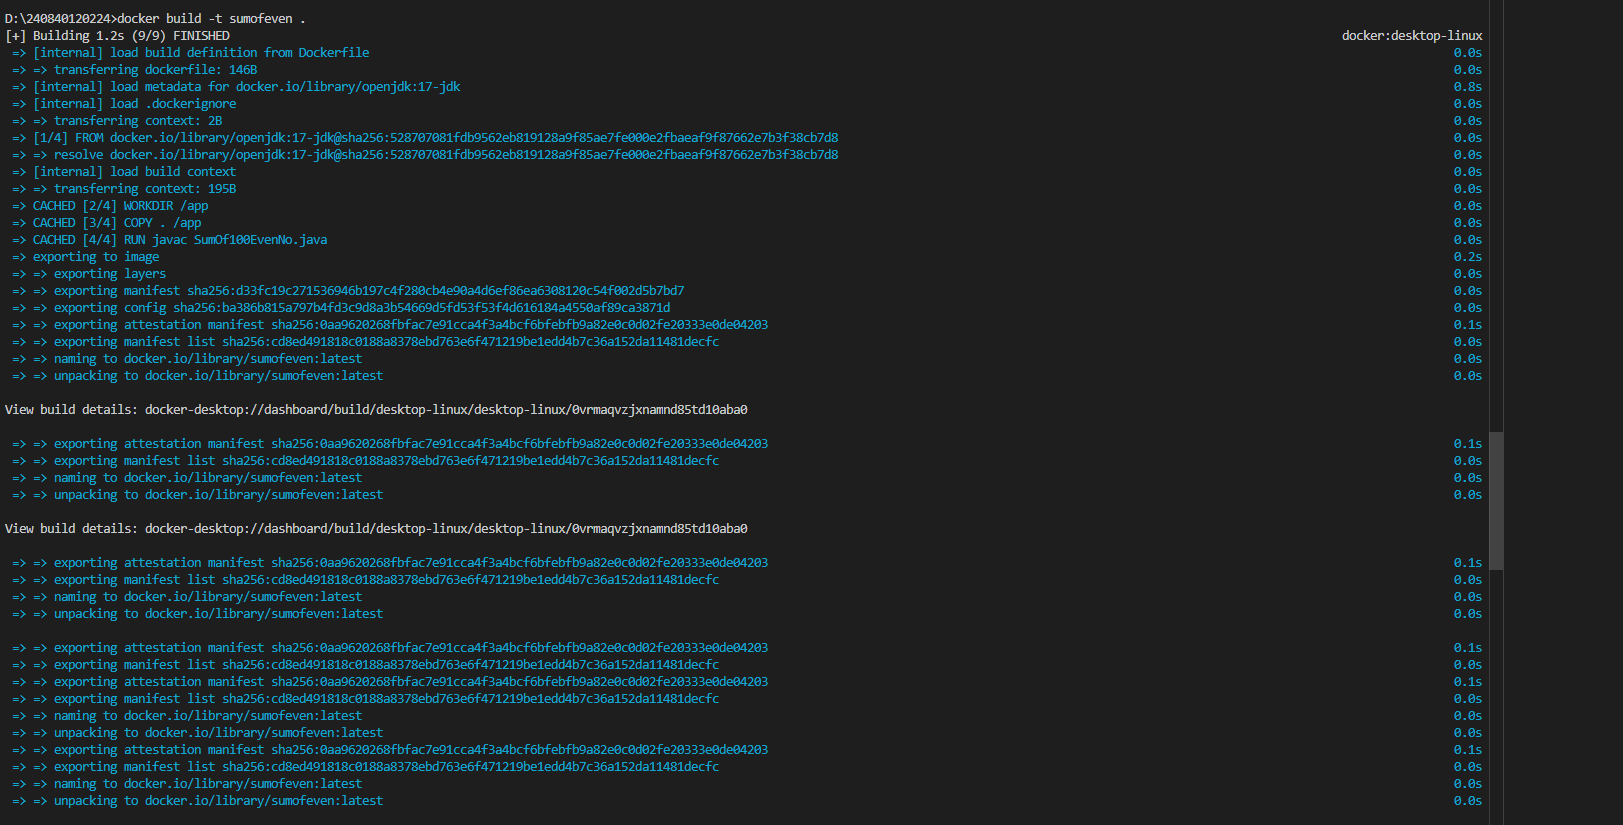 D:\240840120224>docker build -t sumofeven .
[+] Building 1.2s (9/9) FINISHED docker:desktop-linux
=> [internal] load build definition from Dockerfile 0.0s
=> => transferring dockerfile: 146B 0.0s
=> [internal] load metadata for docker.io/library/openjdk:17-jdk 0.8s
=> [internal] load .dockerignore 0.0s
=> => transferring context: 2B 0.0s
=> [1/4] FROM docker.io/library/openjdk:17-jdk@sha256:528707081fdb9562eb819128a9f85ae7fe000e2fbaeaf9f87662e7b3f38cb7d8 0.0s
=> => resolve docker.io/library/openjdk:17-jdk@sha256:528707081fdb9562eb819128a9f85ae7fe000e2fbaeaf9f87662e7b3f38cb7d8 0.0s
=> [internal] load build context 0.0s
=> => transferring context: 195B 0.0s
=> CACHED [2/4] WORKDIR /app 0.0s
=> CACHED [3/4] COPY . /app 0.0s
=> CACHED [4/4] RUN javac SumOf100EvenNo.java 0.0s
=> exporting to image 0.2s
=> => exporting layers 0.0s
=> => exporting manifest sha256:d33fc19c271536946b197c4f280cb4e90a4d6ef86ea6308120c54f002d5b7bd7 0.0s
=> => exporting config sha256:ba386b815a797b4fd3c9d8a3b54669d5fd53f53f4d616184a4550af89ca3871d 0.0s
=> => exporting attestation manifest sha256:0aa9620268fbfac7e91cca4f3a4bcf6bfebfb9a82e0c0d02fe20333e0de04203 0.1s
=> => exporting manifest list sha256:cd8ed491818c0188a8378ebd763e6f471219be1edd4b7c36a152da11481decfc 0.0s
=> => naming to docker.io/library/sumofeven:latest 0.0s
=> => unpacking to docker.io/library/sumofeven:latest 0.0s
View build details: docker-desktop://dashboard/build/desktop-linux/desktop-linux/0vrmaqvzjxnamnd85td10aba0
=> => exporting attestation manifest sha256:0aa9620268fbfac7e91cca4f3a4bcf6bfebfb9a82e0c0d02fe20333e0de04203 0.1s
=> => exporting manifest list sha256:cd8ed491818c0188a8378ebd763e6f471219be1edd4b7c36a152da11481decfc 0.0s
=> => naming to docker.io/library/sumofeven:latest 0.0s
=> => unpacking to docker.io/library/sumofeven:latest 0.0s
View build details: docker-desktop://dashboard/build/desktop-linux/desktop-linux/0vrmaqvzjxnamnd85td10aba0
=> => exporting attestation manifest sha256:0aa9620268fbfac7e91cca4f3a4bcf6bfebfb9a82e0c0d02fe20333e0de04203 0.1s
=> => exporting manifest list sha256:cd8ed491818c0188a8378ebd763e6f471219be1edd4b7c36a152da11481decfc 0.0s
=> => naming to docker.io/library/sumofeven:latest 0.0s
=> => unpacking to docker.io/library/sumofeven:latest 0.0s
=> => exporting attestation manifest sha256:0aa9620268fbfac7e91cca4f3a4bcf6bfebfb9a82e0c0d02fe20333e0de04203 0.1s
=> => exporting manifest list sha256:cd8ed491818c0188a8378ebd763e6f471219be1edd4b7c36a152da11481decfc 0.0s
=> => exporting attestation manifest sha256:0aa9620268fbfac7e91cca4f3a4bcf6bfebfb9a82e0c0d02fe20333e0de04203 0.1s
=> => exporting manifest list sha256:cd8ed491818c0188a8378ebd763e6f471219be1edd4b7c36a152da11481decfc 0.0s
=> => naming to docker.io/library/sumofeven:latest 0.0s
=> => unpacking to docker.io/library/sumofeven:latest 0.0s
=> => exporting attestation manifest sha256:0aa9620268fbfac7e91cca4f3a4bcf6bfebfb9a82e0c0d02fe20333e0de04203 0.1s
=> => exporting manifest list sha256:cd8ed491818c0188a8378ebd763e6f471219be1edd4b7c36a152da11481decfc 0.0s
=> => naming to docker.io/library/sumofeven:latest 0.0s
=> => unpacking to docker.io/library/sumofeven:latest 0.0s